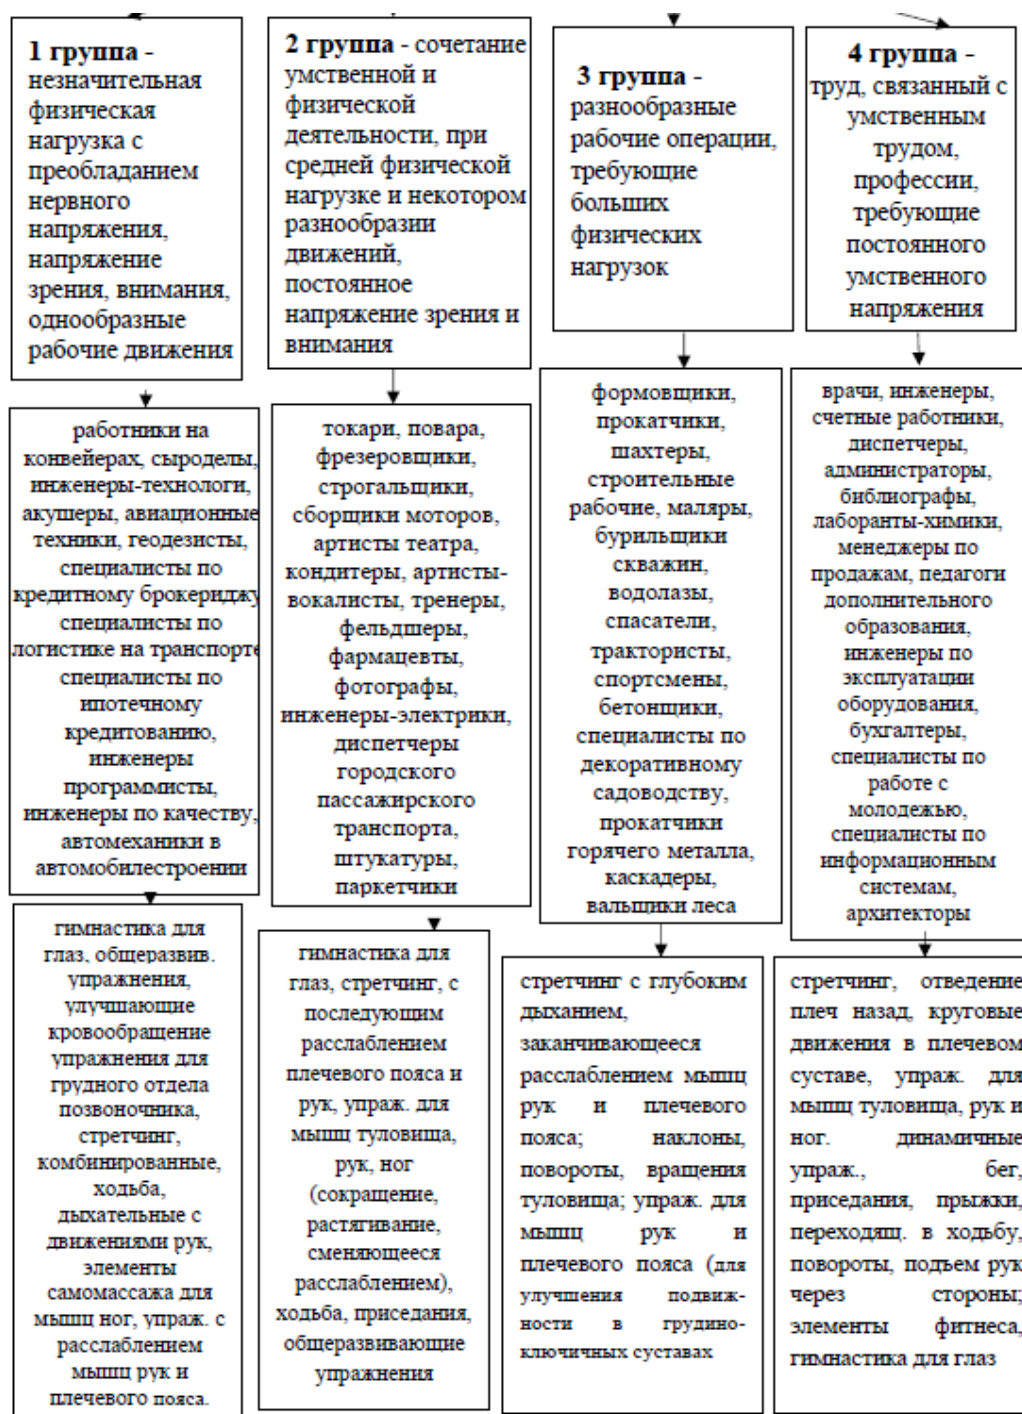 1 группа -
незначительная
физическая
нагрузка с
преобладанием
нервного
напряжения,
напряжение
зрения, внимания,
однообразные
рабочие движения
2 группа - сочетание
умственной и
физической
деятельности, при
средней физической
нагрузке и некотором
разнообразии
движений,
постоянное
напряжение зрения и
внимания
3 группа -
разнообразные
рабочие операции,
требующие
больших
физических
нагрузок
4 группа -
труд, связанный с
умственным
трудом,
профессии,
требующие
постоянного
умственного
напряжения
работники на
конвейерах, сыроделы,
инженеры-технологи,
акушеры, авиационные
техники, геодезисты,
специалисты по
кредитному брокериджу
специалисты по
логистике на транспорте
специалисты по
ипотечному
кредитованию,
инженеры
программисты,
инженеры по качеству,
автомеханики в
автомобилестроении
токари, повара,
фрезеровщики,
строгальщики,
сборщики моторов,
артисты театра,
кондитеры, артисты-
вокалисты, тренеры,
фельдшеры,
фармацевты,
фотографы,
инженеры-электрики,
диспетчеры
городского
пассажирского
транспорта,
штукатуры,
паркетчики
формовщики,
прокатчики,
шахтеры,
строительные
рабочие, маляры,
бурильщики
скважин,
водолазы,
спасатели,
трактористы,
спортсмены,
бетонщики,
специалисты по
декоративному
садоводству,
прокатчики
горячего металла,
каскадеры,
вальщики леса
врачи, инженеры,
счетные работники,
диспетчеры,
администраторы,
библиографы,
лаборанты-химики,
менеджеры по
продажам, педагоги
дополнительного
образования,
инженеры по
эксплуатации
оборудования,
бухгалтеры,
специалисты по
работе с
молодежью,
специалисты по
информационным
системам,
архитекторы
гимнастика для
глаз, общеразвив.
упражнения,
улучшающие
кровообращение
упражнения для
грудного отдела
позвоночника,
стретчинг,
комбинированные,
ходьба,
дыхательные с
движениями рук,
элементы
самомассажа для
мышц ног, упраж. с
расслаблением
мышц рук и
плечевого пояса.
гимнастика для
глаз, стретчинг, с
последующим
расслаблением
плечевого пояса и
рук, упраж. для
мышц туловища,
рук, ног
(сокращение,
растягивание,
сменяющееся
расслаблением),
ходьба, приседания,
общеразвивающие
упражнения
стретчинг с глубоким
дыханием,
заканчивающееся
расслаблением мышц
рук и плечевого
пояса; наклоны,
повороты, вращения
туловища; упраж. для
мышц рук и
плечевого пояса (для
улучшения подвиж-
ности в грудино-
ключичных суставах
стретчинг, отведение
плеч назад, круговые
движения в плечевом
суставе, упраж. для
мышц туловища, рук и
ног. динамичные
упраж., бег,
приседания, прыжки,
переходящ. в ходьбу,
повороты, подъем рук
через стороны;
элементы фитнеса,
гимнастика для глаз